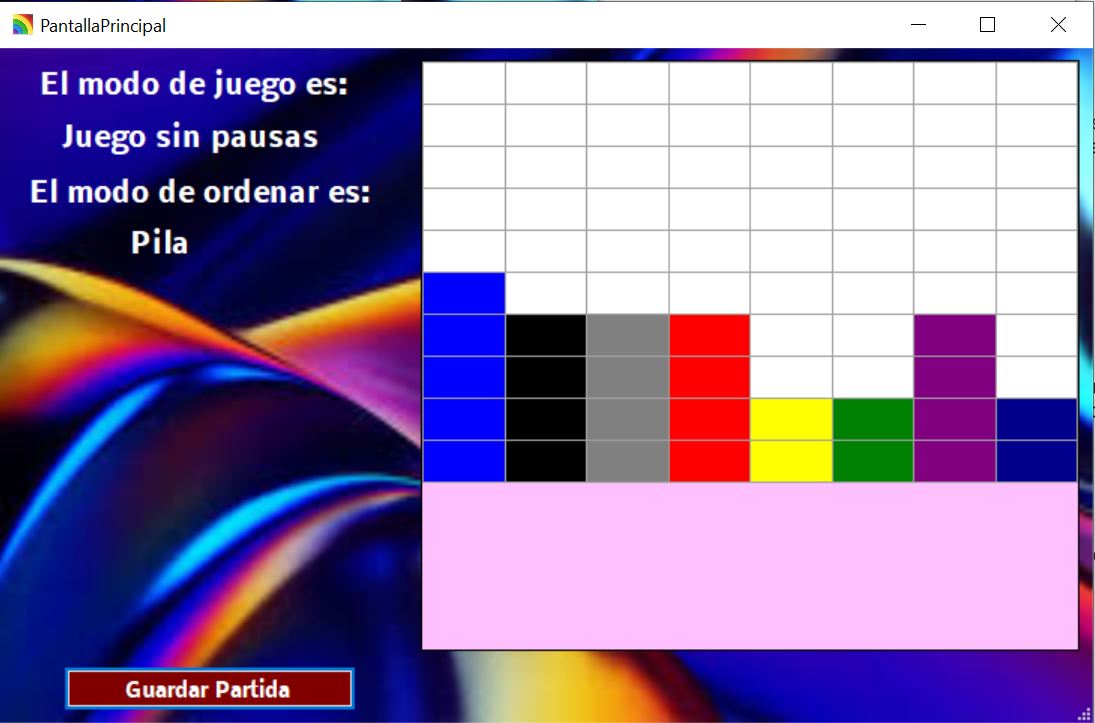 PantallaPrincipal
El modo de juego es:
Juego sin pausas
El modo de ordenar es:
Pila
Guardar Partida